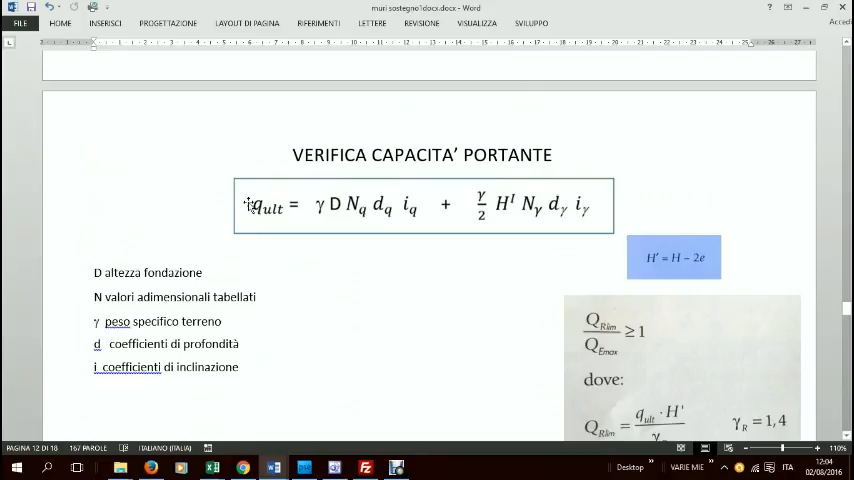 muri sostegno1docx.docx - Word
FILE
HOME
INSERISCI
PROGETTAZIONE
LAYOUT DI PAGINA
RIFERIMENTI
LETTERE
REVISIONE
VISUALIZZA
SVILUPPO
Accedi
VERIFICA CAPACITA’ PORTANTE
q_ult = γ D N_q d_q i_q + γ/2 H^I N_γ d_γ i_γ
H' = H − 2e
D altezza fondazione
N valori adimensionali tabellati
γ peso specifico terreno
d coefficienti di profondità
i coefficienti di inclinazione
Q_Rlim / Q_Emax ≥ 1
dove:
Q_Rlim = q_ult · H' / γ
γ_R = 1,4
PAGINA 12 DI 18
167 PAROLE
ITALIANO (ITALIA)
110%
Desktop
VARIE MIE
ITA
12:04
02/08/2016